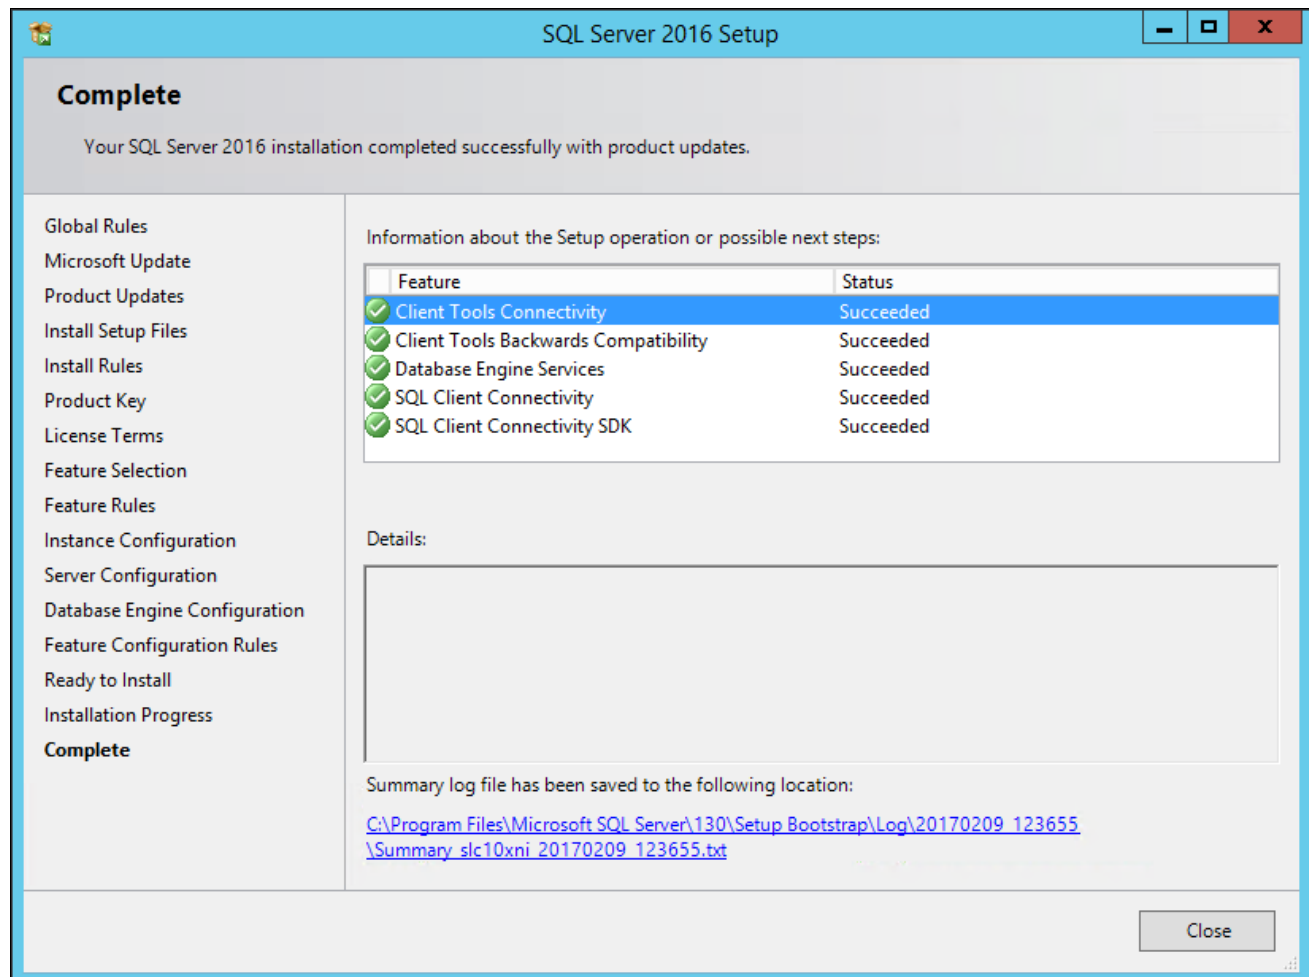 SQL Server 2016 Setup
Complete
Your SQL Server 2016 installation completed successfully with product updates.
Global Rules
Microsoft Update
Product Updates
Install Setup Files
Install Rules
Product Key
License Terms
Feature Selection
Feature Rules
Instance Configuration
Server Configuration
Database Engine Configuration
Feature Configuration Rules
Ready to Install
Installation Progress
Complete
Information about the Setup operation or possible next steps:
Feature Status
Client Tools Connectivity Succeeded
Client Tools Backwards Compatibility Succeeded
Database Engine Services Succeeded
SQL Client Connectivity Succeeded
SQL Client Connectivity SDK Succeeded
Details:
Summary log file has been saved to the following location:
C:\Program Files\Microsoft SQL Server\130\Setup Bootstrap\Log\20170209_123655
\Summary_slc10xni_20170209_123655.txt
Close